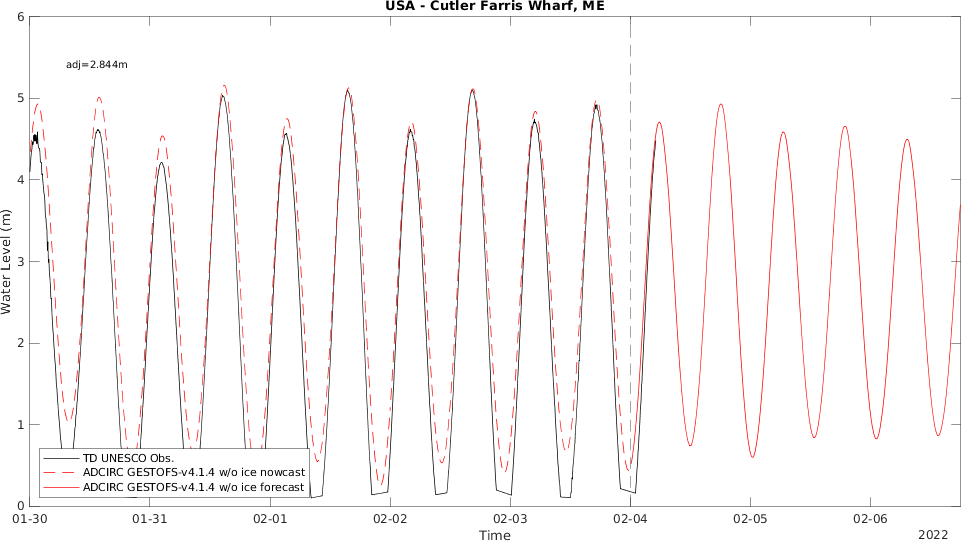 USA - Cutler Farris Wharf, ME
6
adj=2.844m
5
4
3
2
1
0
Water Level (m)
TD UNESCO Obs.
ADCIRC GESTOFS-v4.1.4 w/o ice nowcast
ADCIRC GESTOFS-v4.1.4 w/o ice forecast
01-30 01-31 02-01 02-02 02-03 02-04 02-05 02-06
Time
2022